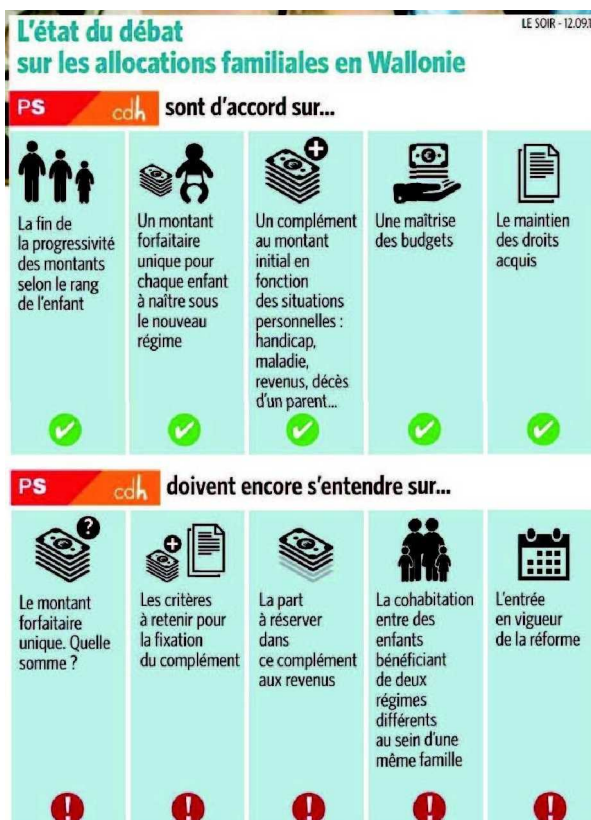 LE SOIR - 12.09.1
L'état du débat
sur les allocations familiales en Wallonie
PS cdh sont d'accord sur...
La fin de
la progressivité
des montants
selon le rang
de l'enfant
Un montant
forfaitaire
unique pour
chaque enfant
à naître sous
le nouveau
régime
Un complément
au montant
initial en
fonction
des situations
personnelles :
handicap,
maladie,
revenus, décès
d'un parent...
Une maîtrise
des budgets
Le maintien
des droits
acquis
PS cdh doivent encore s'entendre sur...
Le montant
forfaitaire
unique. Quelle
somme ?
Les critères
à retenir pour
la fixation
du complément
La part
à réserver
dans
ce complément
aux revenus
La cohabitation
entre des
enfants
bénéficiant
de deux
régimes
différents
au sein d'une
même famille
L'entrée
en vigueur
de la réforme